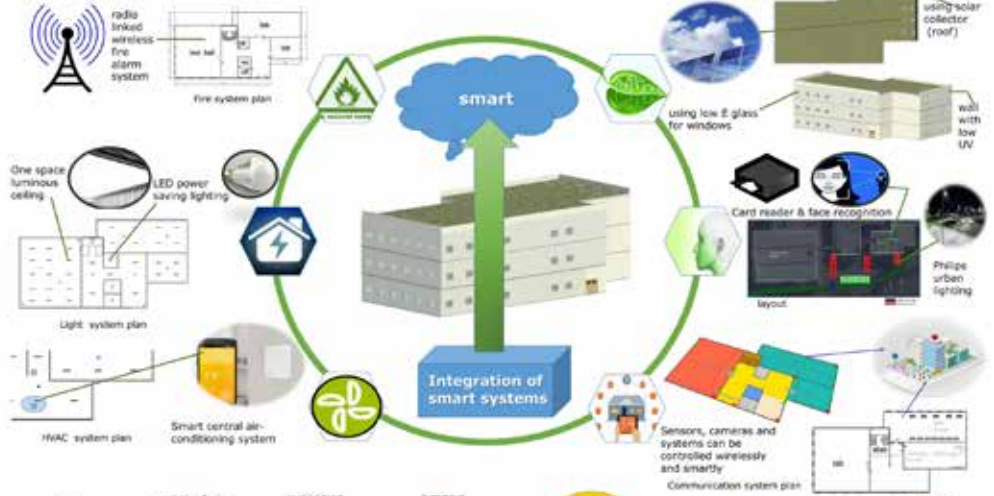 radio
linked
wireless
fire
alarm
system
Fire system plan
smart
using solar
collector
(roof)
using low E glass
for windows
wall
with
low
UV
One space
luminous
ceiling
LED power
saving lighting
Light system plan
Card reader & face recognition
layout
Philips
urban
lighting
HVAC system plan
Smart central air-
conditioning system
Integration of
smart systems
Sensors, cameras and
systems can be
controlled wirelessly
and smartly
Communication system plan